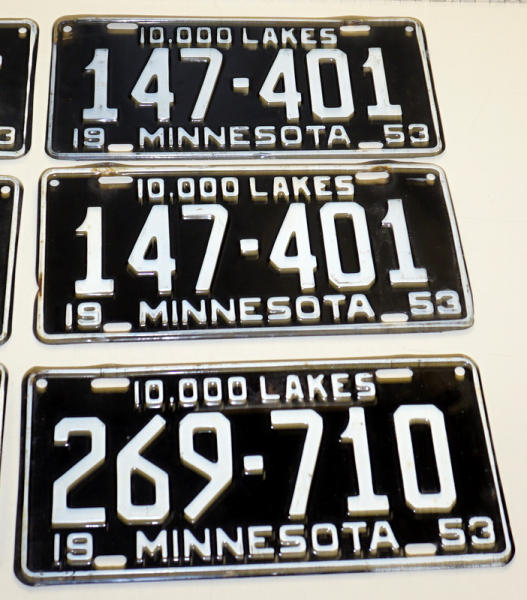 10,000 LAKES
147-401
19 MINNESOTA 53
10,000 LAKES
147-401
19 MINNESOTA 53
10,000 LAKES
269-710
19 MINNESOTA 53